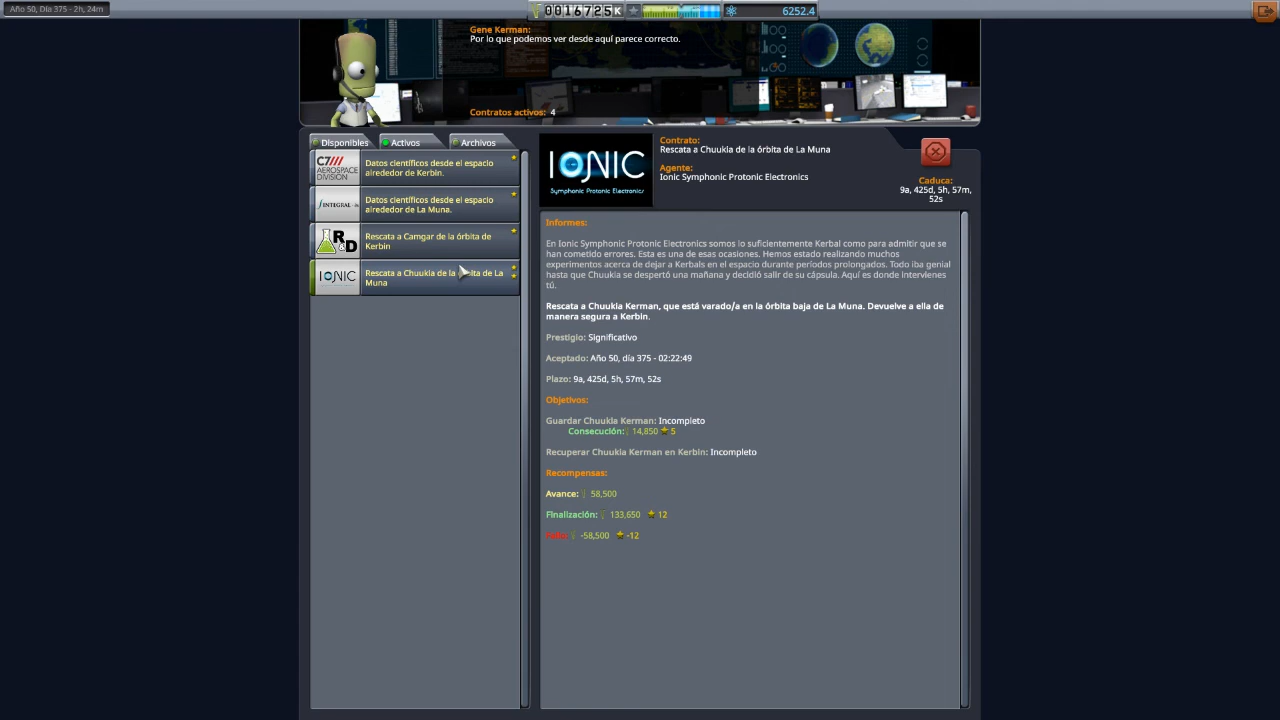 Año 50, Día 375 - 2h, 24m
0016725K
6252.4
Gene Kerman:
Por lo que podemos ver desde aquí parece correcto.
Contratos activos: 4
Disponibles
Activos
Archivos
C7/// AEROSPACE DIVISION
Datos científicos desde el espacio
alrededor de Kerbin.
INTEGRAL
Datos científicos desde el espacio
alrededor de La Muna.
R&D
Rescata a Camgar de la órbita de
Kerbin
IONIC
Rescata a Chuukla de la órbita de La
Muna
IONIC
Symphonic Protonic Electronics
Contrato:
Rescata a Chuukla de la órbita de La Muna
Agente:
Ionic Symphonic Protonic Electronics
Caduca:
9a, 425d, 5h, 57m,
52s
Informes:
En Ionic Symphonic Protonic Electronics somos lo suficientemente Kerbal como para admitir que se
han cometido errores. Esta es una de esas ocasiones. Hemos estado realizando muchos
experimentos acerca de dejar a Kerbals en el espacio durante períodos prolongados. Todo iba genial
hasta que Chuukla se despertó una mañana y decidió salir de su cápsula. Aquí es donde intervienes
tú.
Rescata a Chuukla Kerman, que está varado/a en la órbita baja de La Muna. Devuelve a ella de
manera segura a Kerbin.
Prestigio: Significativo
Aceptado: Año 50, día 375 - 02:22:49
Plazo: 9a, 425d, 5h, 57m, 52s
Objetivos:
Guardar Chuukla Kerman: Incompleto
Consecución: 14,850 5
Recuperar Chuukla Kerman en Kerbin: Incompleto
Recompensas:
Avance: 58,500
Finalización: 133,650 12
-58,500 -12